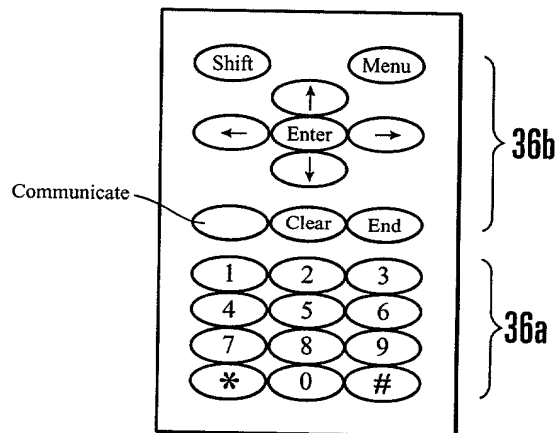 Shift Menu
↑
← Enter →
↓
36b
Communicate
Clear End
1 2 3
4 5 6
36a
7 8 9
* 0 #